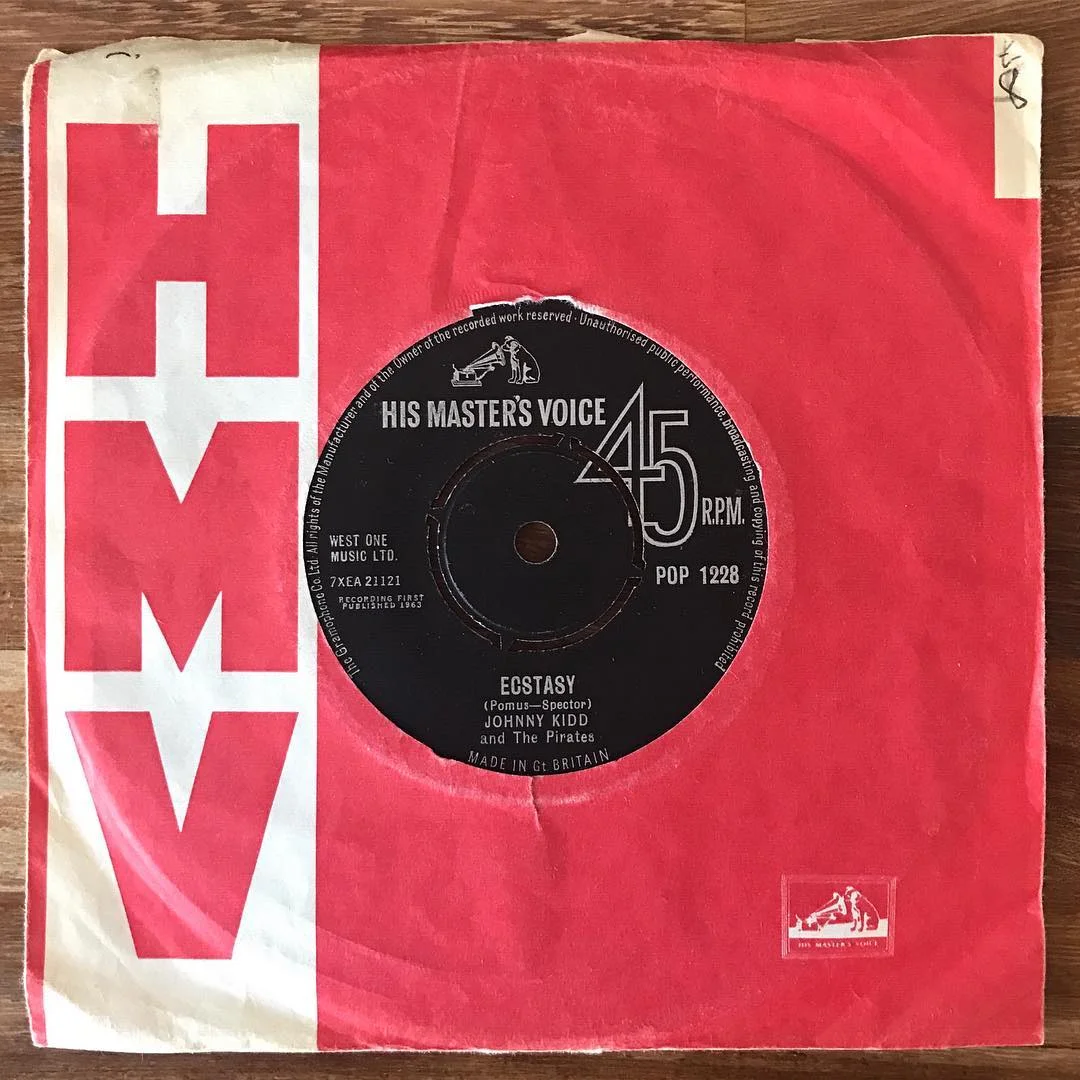 HMV
8
The Gramophone Co. Ltd. All rights of the Manufacturer and of the Owner of the recorded work reserved · Unauthorised public performance, broadcasting and copying of this record prohibited
HIS MASTER'S VOICE
45
R.P.M.
WEST ONE
MUSIC LTD.
7XEA 21121
RECORDING FIRST
PUBLISHED 1963
POP 1228
ECSTASY
(Pomus—Spector)
JOHNNY KIDD
and The Pirates
MADE IN Gt. BRITAIN
HIS MASTER'S VOICE